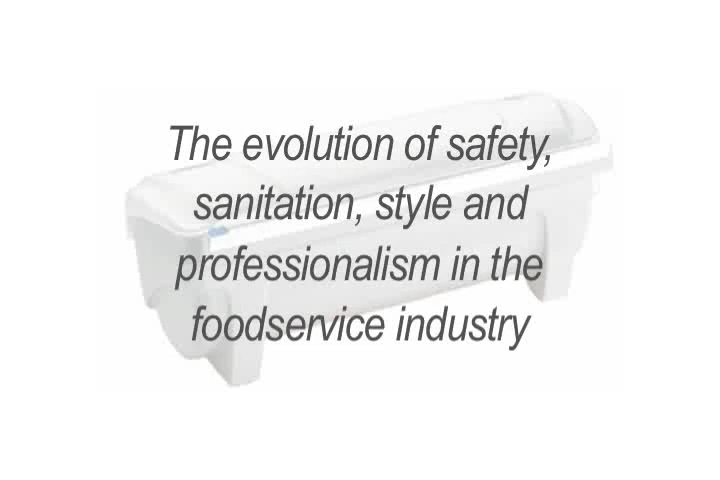 The evolution of safety,
sanitation, style and
professionalism in the
foodservice industry